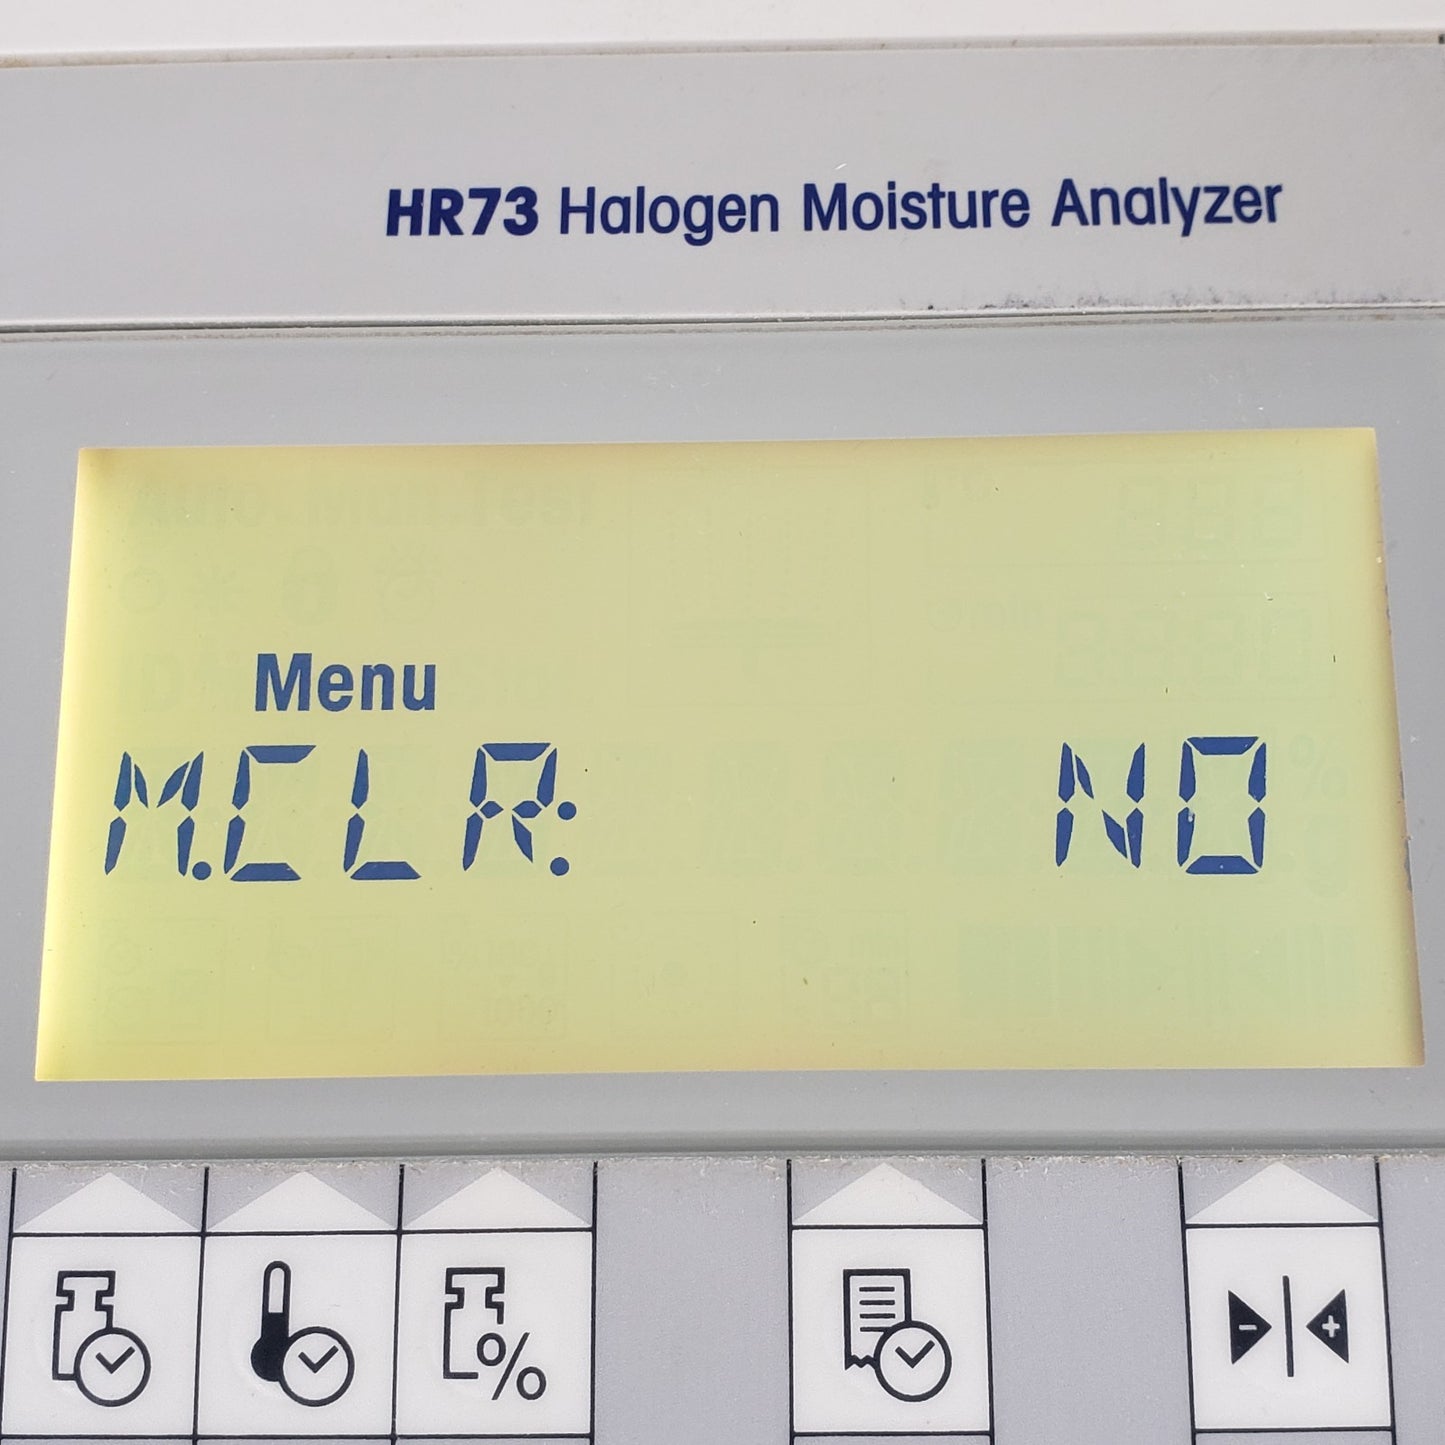 HR73 Halogen Moisture Analyzer
Menu
M.CLR: NO
%
- +